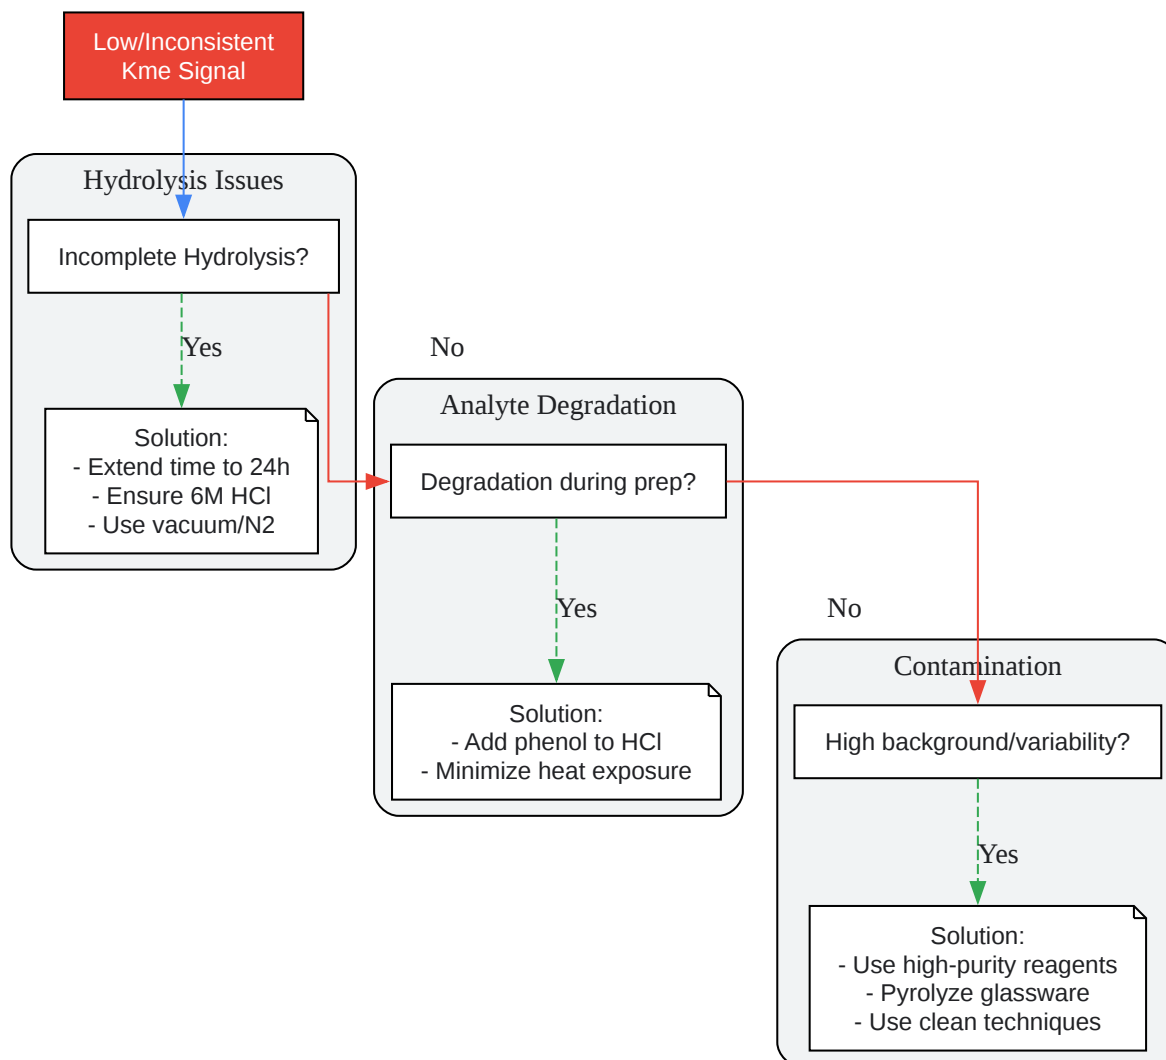 Low/Inconsistent
Kme Signal
Hydrolysis Issues
Incomplete Hydrolysis?
Yes
No
Solution:
- Extend time to 24h
- Ensure 6M HCl
- Use vacuum/N2
Analyte Degradation
Degradation during prep?
Yes
No
Solution:
- Add phenol to HCl
- Minimize heat exposure
Contamination
High background/variability?
Yes
Solution:
- Use high-purity reagents
- Pyrolyze glassware
- Use clean techniques